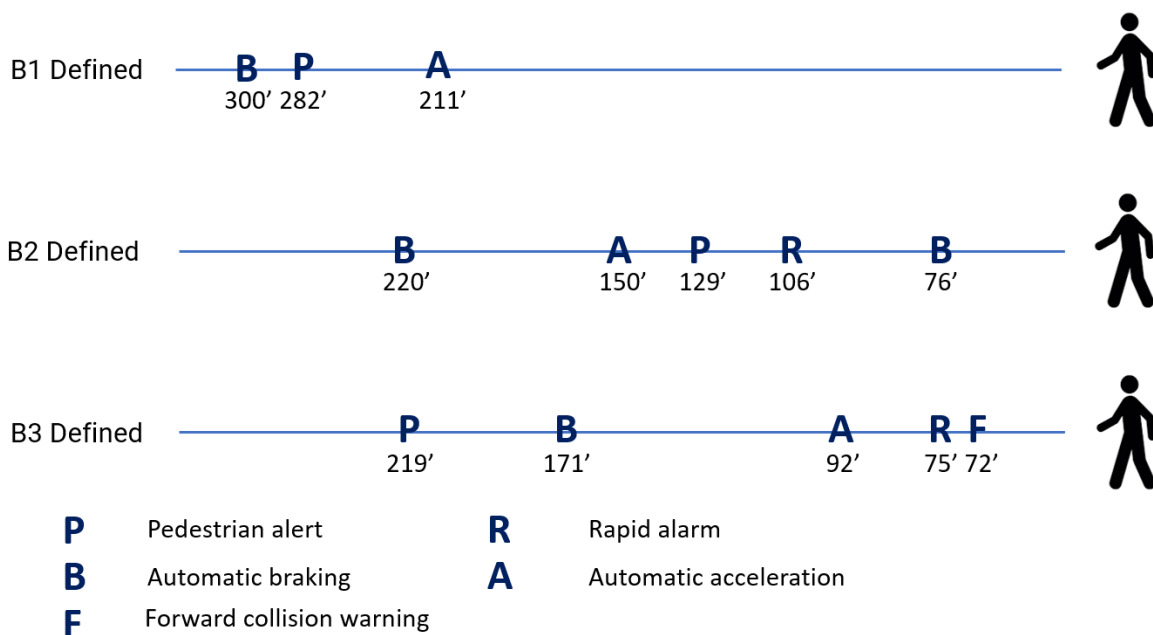 B1 Defined B P A
300’ 282’ 211’
B2 Defined B A P R B
220’ 150’ 129’ 106’ 76’
B3 Defined P B A R F
219’ 171’ 92’ 75’ 72’
P Pedestrian alert R Rapid alarm
B Automatic braking A Automatic acceleration
F Forward collision warning